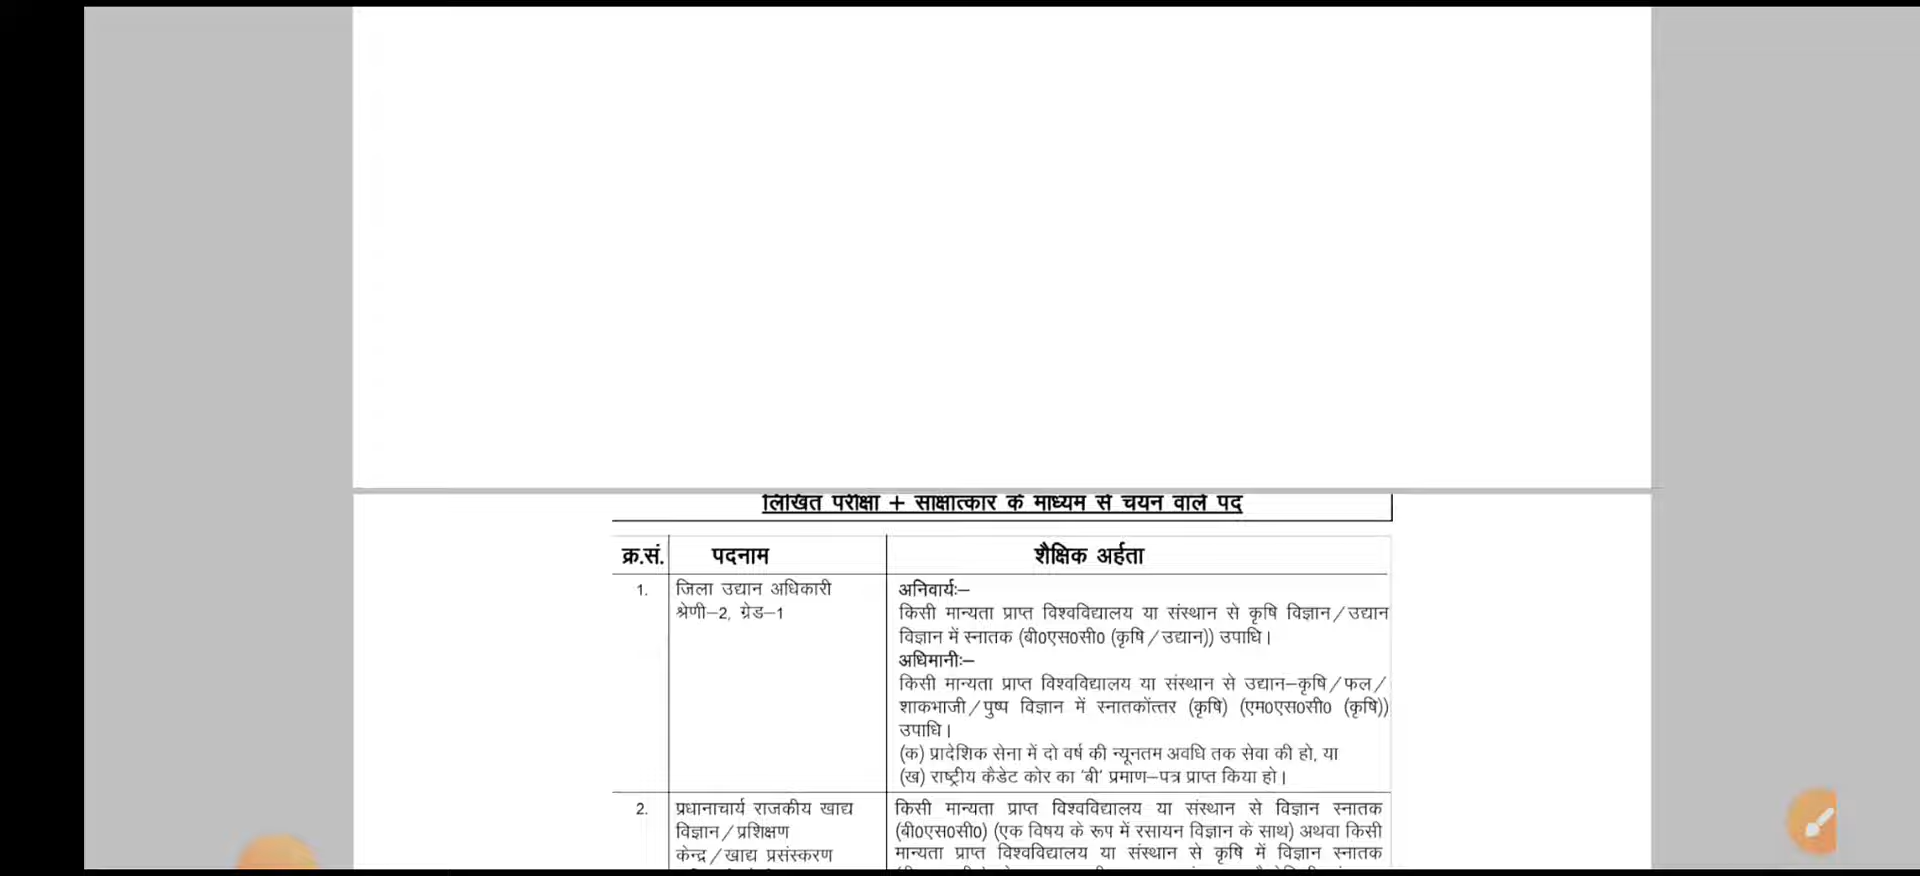 लिखित परीक्षा + साक्षात्कार के माध्यम से चयन वाले पद
क्र.सं. पदनाम शैक्षिक अर्हता
1. जिला उद्यान अधिकारी
श्रेणी–2, ग्रेड–1
अनिवार्यः–
किसी मान्यता प्राप्त विश्वविद्यालय या संस्थान से कृषि विज्ञान/उद्यान
विज्ञान में स्नातक (बी0एस0सी0 (कृषि/उद्यान)) उपाधि।
अधिमानीः–
किसी मान्यता प्राप्त विश्वविद्यालय या संस्थान से उद्यान–कृषि/फल/
शाकभाजी/पुष्प विज्ञान में स्नातकोंत्तर (कृषि) (एम0एस0सी0 (कृषि))
उपाधि।
(क) प्रादेशिक सेना में दो वर्ष की न्यूनतम अवधि तक सेवा की हो, या
(ख) राष्ट्रीय कैडेट कोर का 'बी' प्रमाण–पत्र प्राप्त किया हो।
2. प्रधानाचार्य राजकीय खाद्य
विज्ञान/प्रशिक्षण
केन्द्र/खाद्य प्रसंस्करण
किसी मान्यता प्राप्त विश्वविद्यालय या संस्थान से विज्ञान स्नातक
(बी0एस0सी0) (एक विषय के रूप में रसायन विज्ञान के साथ) अथवा किसी
मान्यता प्राप्त विश्वविद्यालय या संस्थान से कृषि में विज्ञान स्नातक